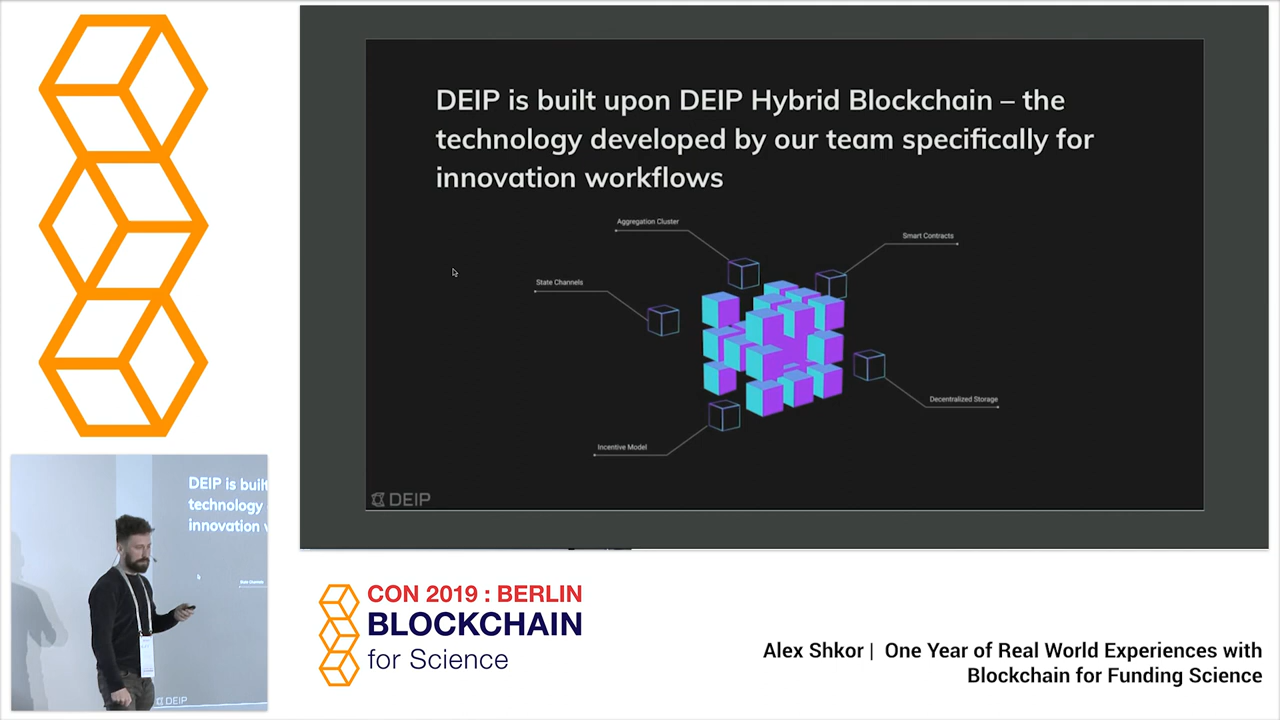 DEIP is built upon DEIP Hybrid Blockchain – the
technology developed by our team specifically for
innovation workflows
Aggregation Cluster
Smart Contracts
State Channels
Decentralized Storage
Incentive Model
DEIP
DEIP is built
technology
innovation
State Channels
DEIP
CON 2019 : BERLIN
BLOCKCHAIN
for Science
Alex Shkor | One Year of Real World Experiences with
Blockchain for Funding Science